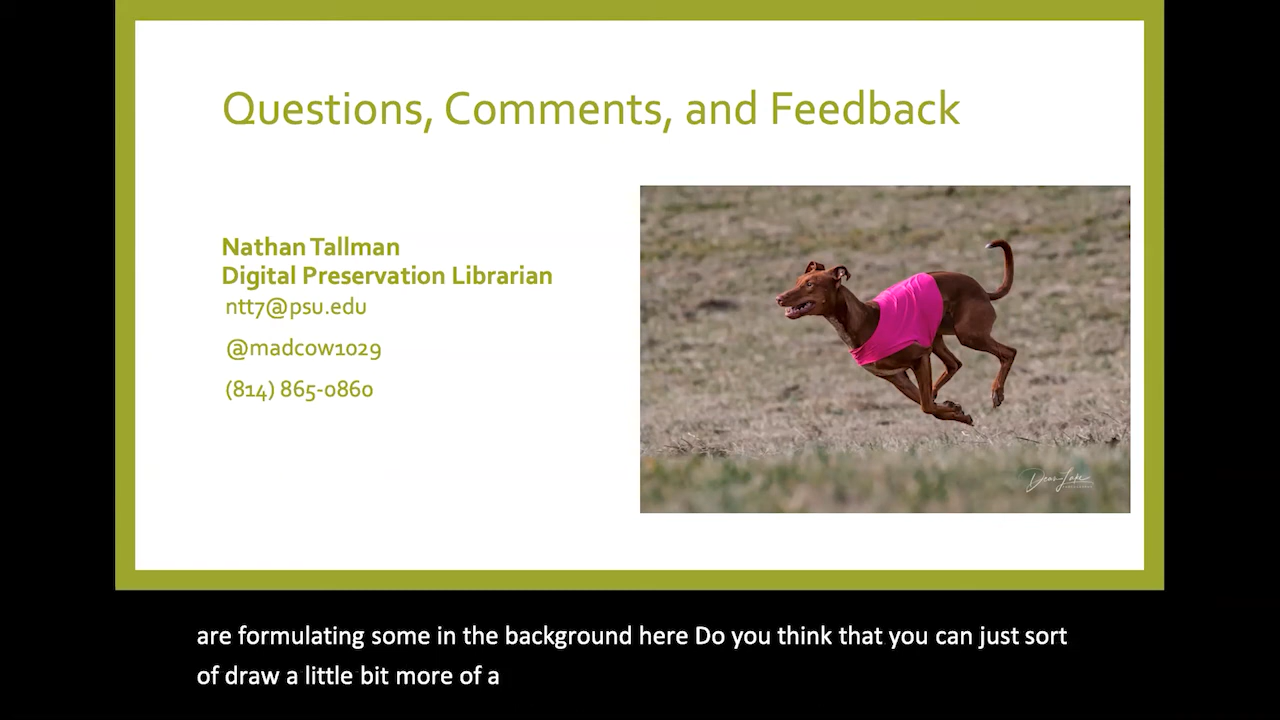 Questions, Comments, and Feedback
Nathan Tallman
Digital Preservation Librarian
ntt7@psu.edu
@madcow1029
(814) 865-0860
are formulating some in the background here Do you think that you can just sort
of draw a little bit more of a